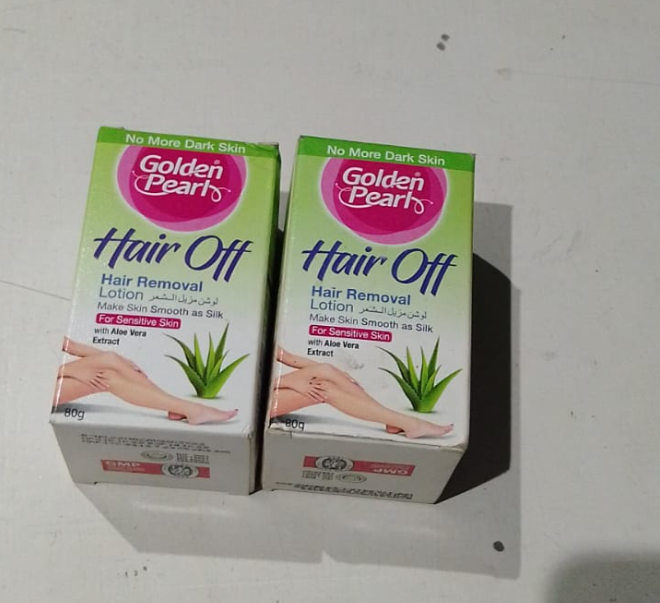 No More Dark Skin
Golden®
Pearl
Hair Off
Hair Removal
Lotion لوشن مزيل الشعر
Make Skin Smooth as Silk
For Sensitive Skin
with Aloe Vera
Extract
80g
GMP
No More Dark Skin
Golden®
Pearl
Hair Off
Hair Removal
Lotion لوشن مزيل الشعر
Make Skin Smooth as Silk
For Sensitive Skin
with Aloe Vera
Extract
80g
GMP